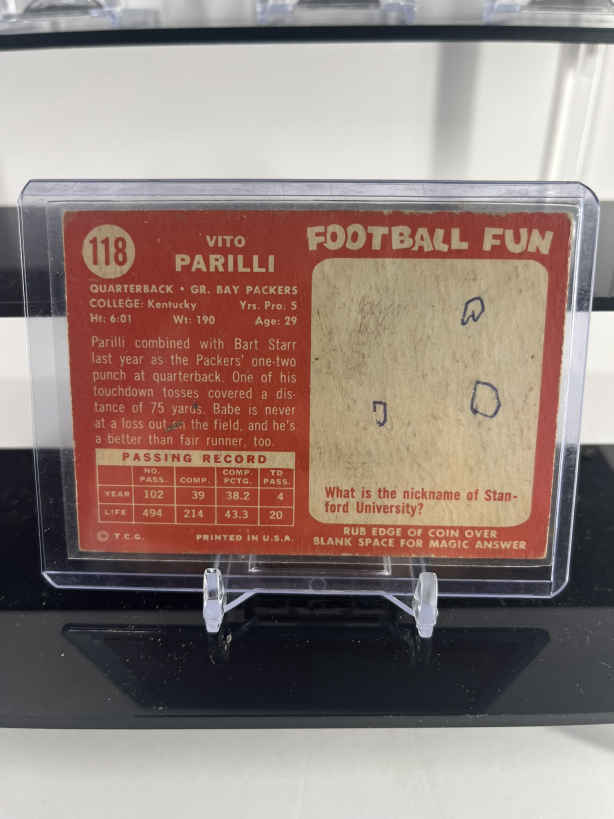 118
VITO
PARILLI
QUARTERBACK • GR. BAY PACKERS
COLLEGE: Kentucky Yrs. Pro: 5
Ht: 6:01 Wt: 190 Age: 29
Parilli combined with Bart Starr
last year as the Packers' one-two
punch at quarterback. One of his
touchdown tosses covered a dis-
tance of 75 yards. Babe is never
at a loss out on the field, and he's
a better than fair runner, too.
PASSING RECORD
NO. PASS. COMP. COMP. PCTG. TD PASS.
YEAR 102 39 38.2 4
LIFE 494 214 43.3 20
© T.C.G. PRINTED IN U.S.A.
FOOTBALL FUN
What is the nickname of Stan-
ford University?
RUB EDGE OF COIN OVER
BLANK SPACE FOR MAGIC ANSWER